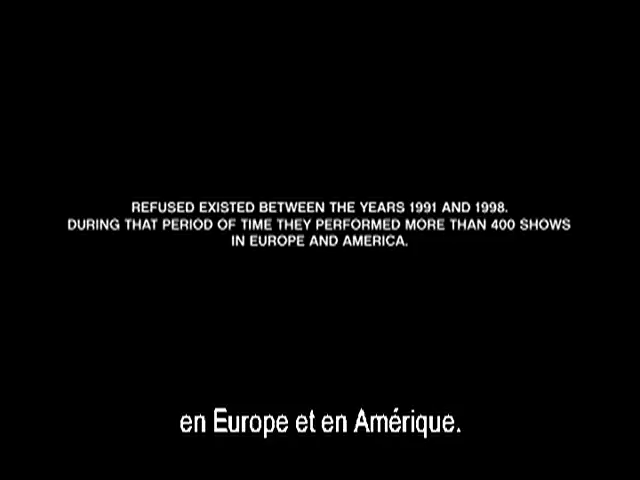 REFUSED EXISTED BETWEEN THE YEARS 1991 AND 1998.
DURING THAT PERIOD OF TIME THEY PERFORMED MORE THAN 400 SHOWS
IN EUROPE AND AMERICA.
en Europe et en Amérique.